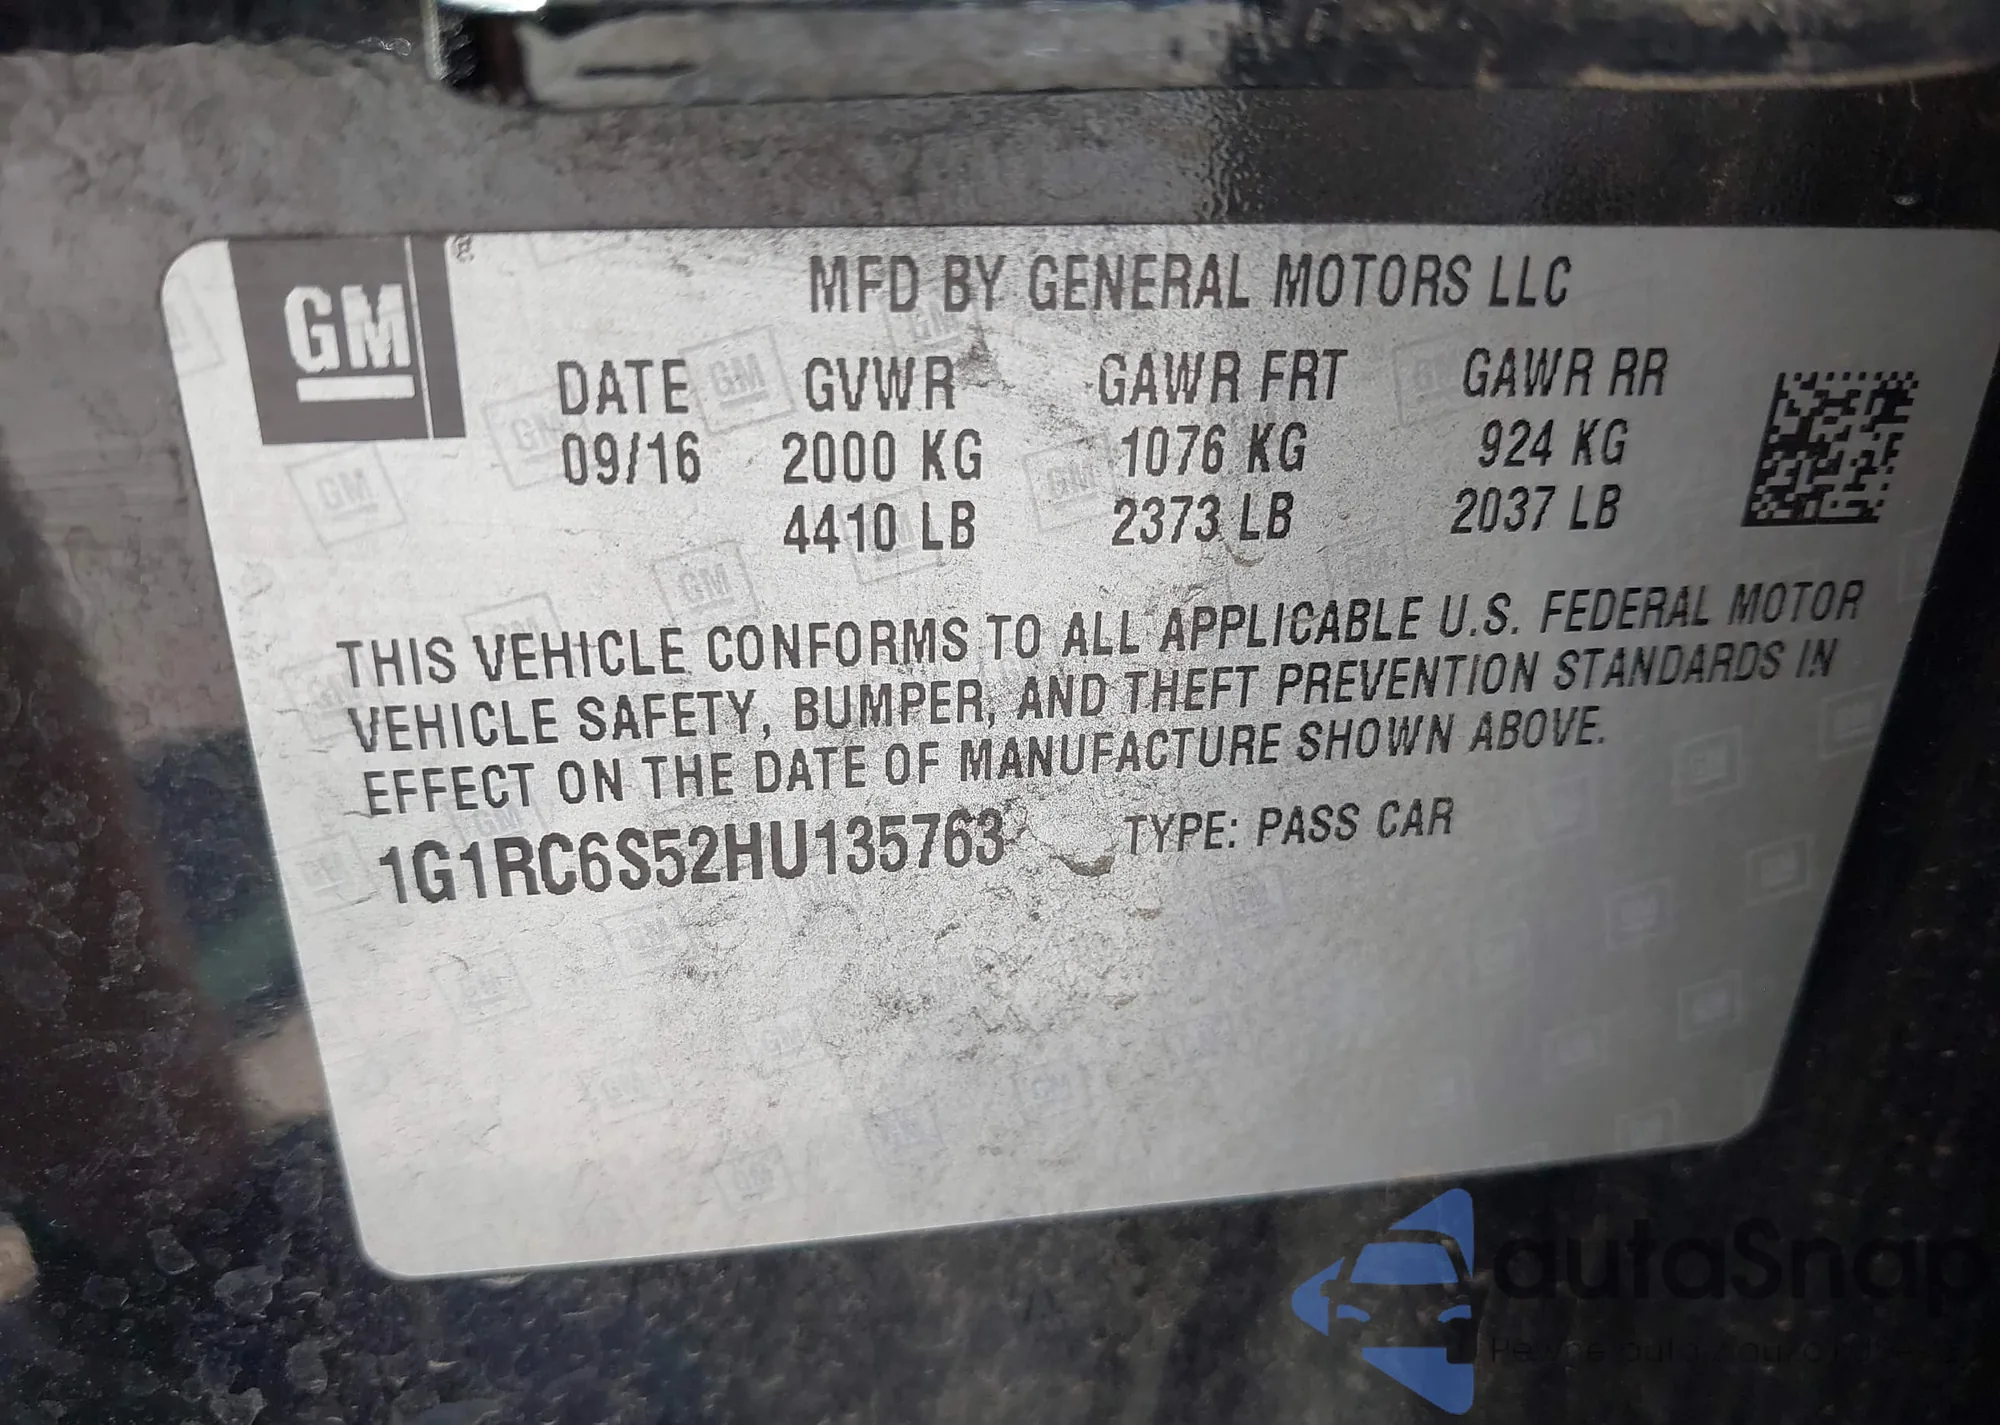 GM
MFD BY GENERAL MOTORS LLC
DATE GVWR GAWR FRT GAWR RR
09/16 2000 KG 1076 KG 924 KG
4410 LB 2373 LB 2037 LB
THIS VEHICLE CONFORMS TO ALL APPLICABLE U.S. FEDERAL MOTOR
VEHICLE SAFETY, BUMPER, AND THEFT PREVENTION STANDARDS IN
EFFECT ON THE DATE OF MANUFACTURE SHOWN ABOVE.
1G1RC6S52HU135763 TYPE: PASS CAR
autaSnap